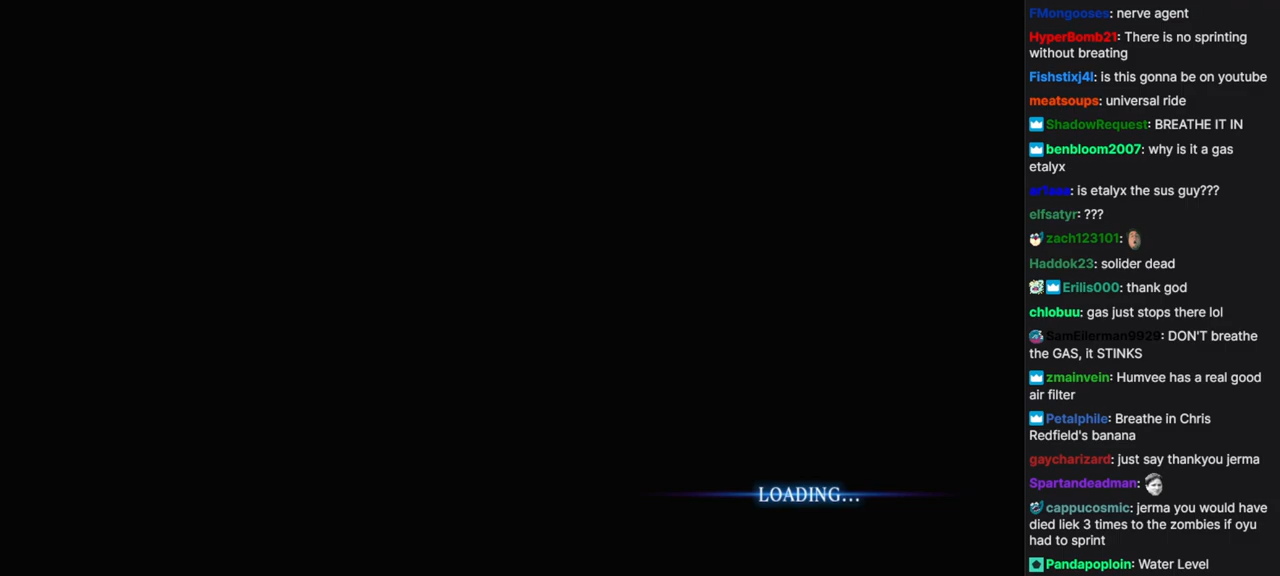 FMongooses: nerve agent
HyperBomb21: There is no sprinting
without breating
Fishstixj4l: is this gonna be on youtube
meatsoups: universal ride
ShadowRequest: BREATHE IT IN
benbloom2007: why is it a gas
etalyx
: is etalyx the sus guy???
elfsatyr: ???
zach123101:
Haddok23: solider dead
Erilis000: thank god
chlobuu: gas just stops there lol
SamEilerman9929: DON'T breathe
the GAS, it STINKS
zmainvein: Humvee has a real good
air filter
Petalphile: Breathe in Chris
Redfield's banana
gaycharizard: just say thankyou jerma
Spartandeadman:
cappucosmic: jerma you would have
died liek 3 times to the zombies if oyu
had to sprint
Pandapoploin: Water Level
LOADING...